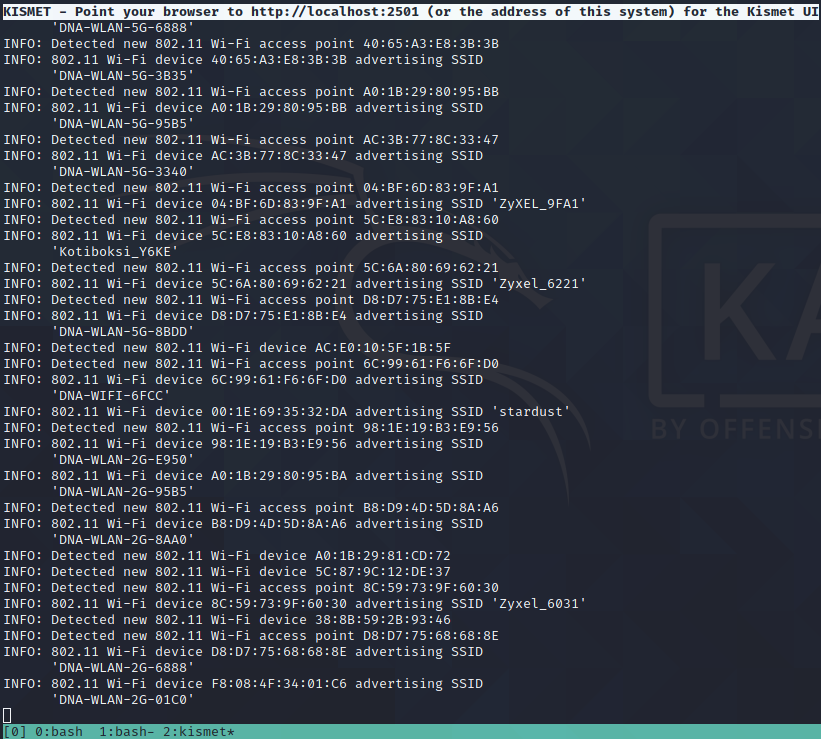 KISMET – Point your browser to http://localhost:2501 (or the address of this system) for the Kismet UI
'DNA-WLAN-5G-6888'
INFO: Detected new 802.11 Wi-Fi access point 40:65:A3:E8:3B:3B
INFO: 802.11 Wi-Fi device 40:65:A3:E8:3B:3B advertising SSID
'DNA-WLAN-5G-3B35'
INFO: Detected new 802.11 Wi-Fi access point A0:1B:29:80:95:BB
INFO: 802.11 Wi-Fi device A0:1B:29:80:95:BB advertising SSID
'DNA-WLAN-5G-95B5'
INFO: Detected new 802.11 Wi-Fi access point AC:3B:77:8C:33:47
INFO: 802.11 Wi-Fi device AC:3B:77:8C:33:47 advertising SSID
'DNA-WLAN-5G-3340'
INFO: Detected new 802.11 Wi-Fi access point 04:BF:6D:83:9F:A1
INFO: 802.11 Wi-Fi device 04:BF:6D:83:9F:A1 advertising SSID 'ZyXEL_9FA1'
INFO: Detected new 802.11 Wi-Fi access point 5C:E8:83:10:A8:60
INFO: 802.11 Wi-Fi device 5C:E8:83:10:A8:60 advertising SSID
'Kotiboksi_Y6KE'
INFO: Detected new 802.11 Wi-Fi access point 5C:6A:80:69:62:21
INFO: 802.11 Wi-Fi device 5C:6A:80:69:62:21 advertising SSID 'Zyxel_6221'
INFO: Detected new 802.11 Wi-Fi access point D8:D7:75:E1:8B:E4
INFO: 802.11 Wi-Fi device D8:D7:75:E1:8B:E4 advertising SSID
'DNA-WLAN-5G-8BDD'
INFO: Detected new 802.11 Wi-Fi device AC:E0:10:5F:1B:5F
INFO: Detected new 802.11 Wi-Fi access point 6C:99:61:F6:6F:D0
INFO: 802.11 Wi-Fi device 6C:99:61:F6:6F:D0 advertising SSID
'DNA-WIFI-6FCC'
INFO: 802.11 Wi-Fi device 00:1E:69:35:32:DA advertising SSID 'stardust'
INFO: Detected new 802.11 Wi-Fi access point 98:1E:19:B3:E9:56
INFO: 802.11 Wi-Fi device 98:1E:19:B3:E9:56 advertising SSID
'DNA-WLAN-2G-E950'
INFO: 802.11 Wi-Fi device A0:1B:29:80:95:BA advertising SSID
'DNA-WLAN-2G-95B5'
INFO: Detected new 802.11 Wi-Fi access point B8:D9:4D:5D:8A:A6
INFO: 802.11 Wi-Fi device B8:D9:4D:5D:8A:A6 advertising SSID
'DNA-WLAN-2G-8AA0'
INFO: Detected new 802.11 Wi-Fi device A0:1B:29:81:CD:72
INFO: Detected new 802.11 Wi-Fi device 5C:87:9C:12:DE:37
INFO: Detected new 802.11 Wi-Fi access point 8C:59:73:9F:60:30
INFO: 802.11 Wi-Fi device 8C:59:73:9F:60:30 advertising SSID 'Zyxel_6031'
INFO: Detected new 802.11 Wi-Fi device 38:8B:59:2B:93:46
INFO: Detected new 802.11 Wi-Fi access point D8:D7:75:68:68:8E
INFO: 802.11 Wi-Fi device D8:D7:75:68:68:8E advertising SSID
'DNA-WLAN-2G-6888'
INFO: 802.11 Wi-Fi device F8:08:4F:34:01:C6 advertising SSID
'DNA-WLAN-2G-01C0'
[0] 0:bash  1:bash- 2:kismet*
KA
BY OFFENS